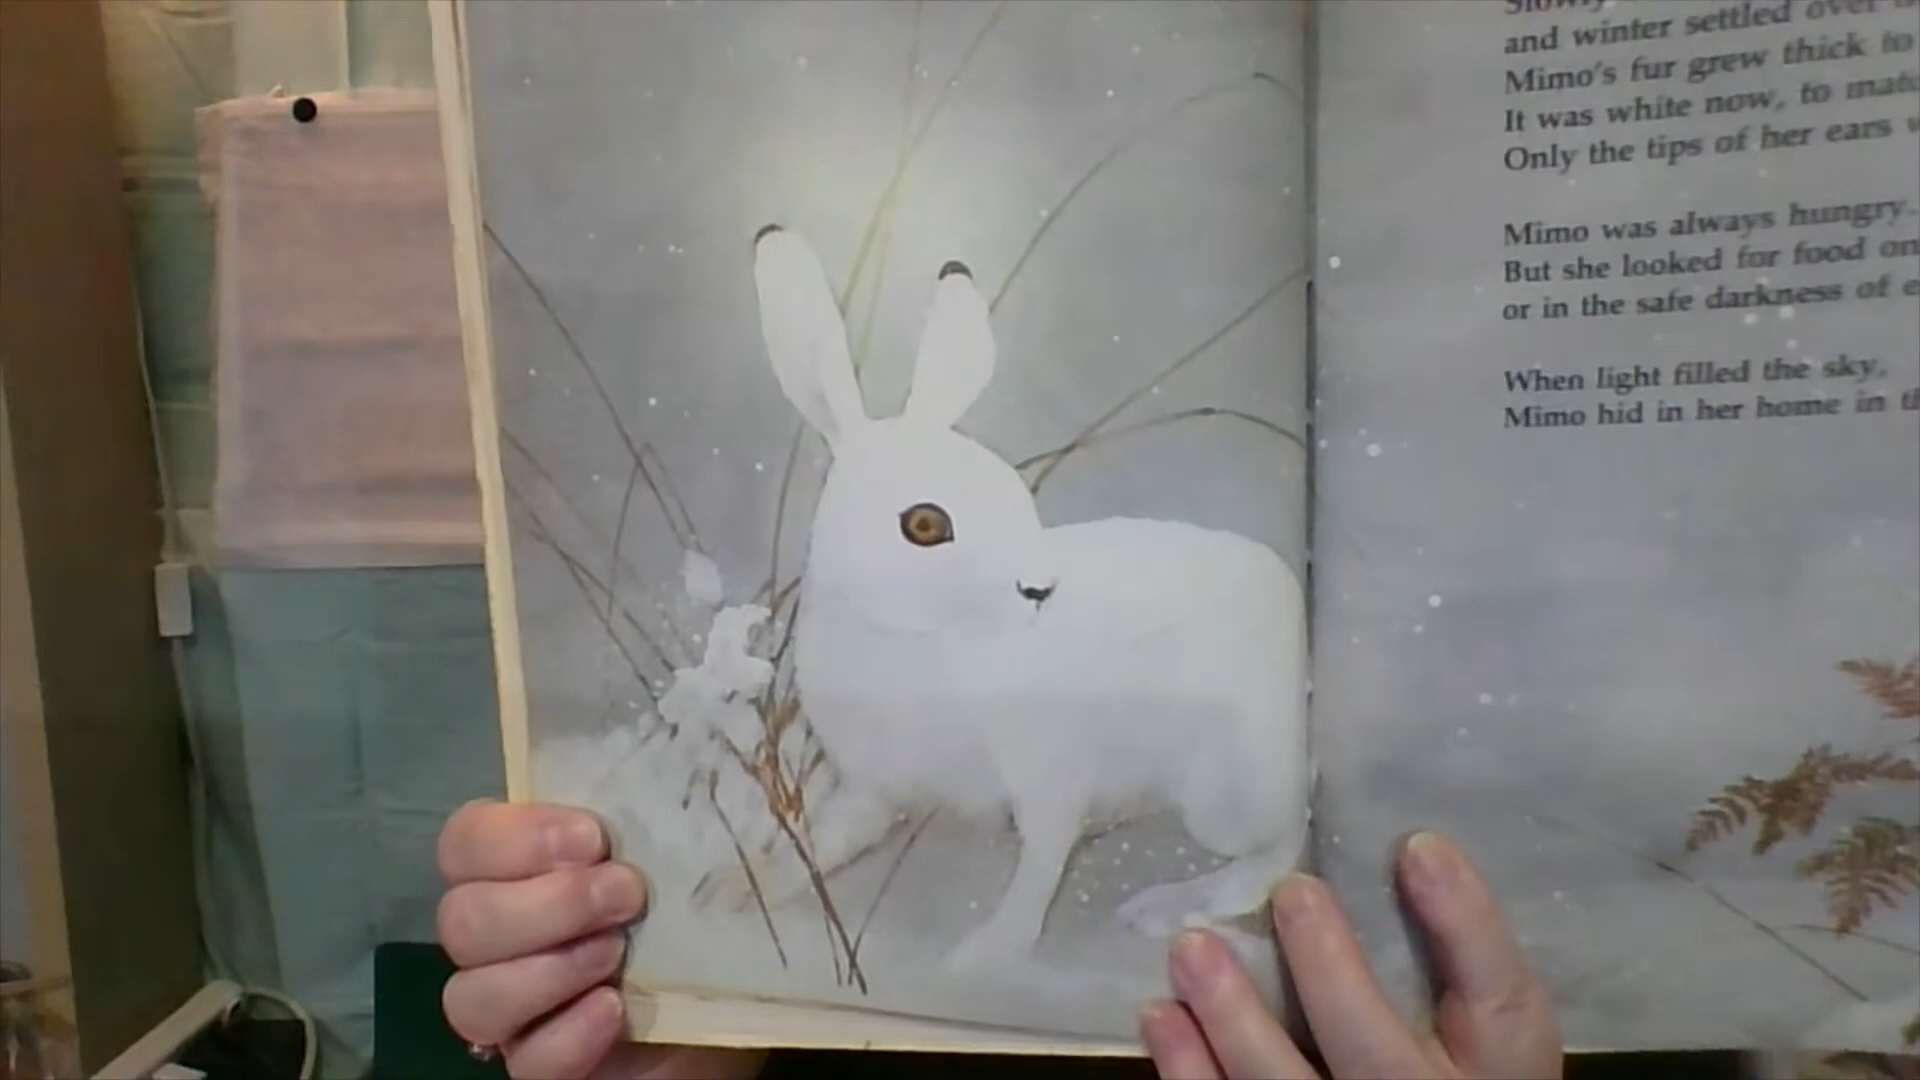 Slowly
and winter settled over
Mimo's fur grew thick to
It was white now, to
Only the tips of her ears
Mimo was always hungry.
But she looked for food on
or in the safe darkness of
When light filled the sky,
Mimo hid in her home in